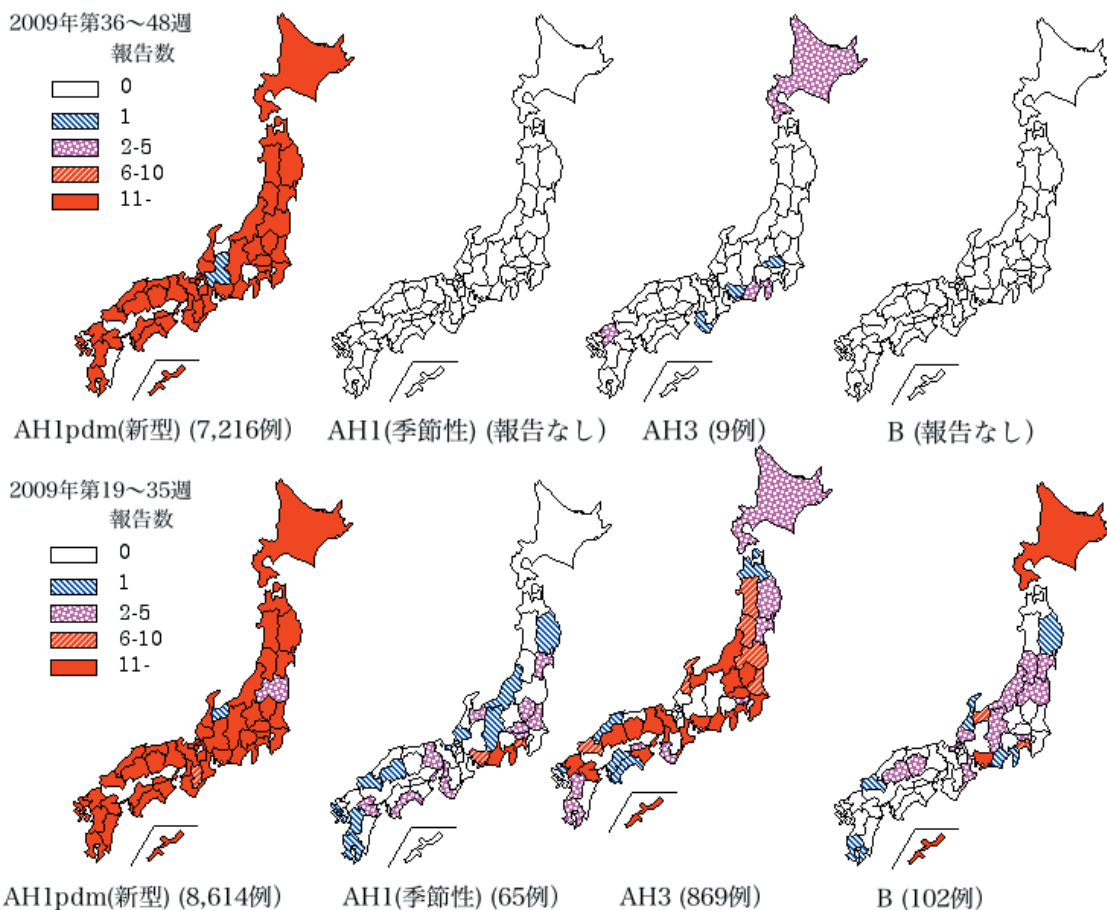 2009年第36～48週
報告数
0
1
2-5
6-10
11-
AH1pdm(新型) (7,216例)
AH1(季節性) (報告なし)
AH3 (9例)
B (報告なし)
2009年第19～35週
報告数
0
1
2-5
6-10
11-
AH1pdm(新型) (8,614例)
AH1(季節性) (65例)
AH3 (869例)
B (102例)